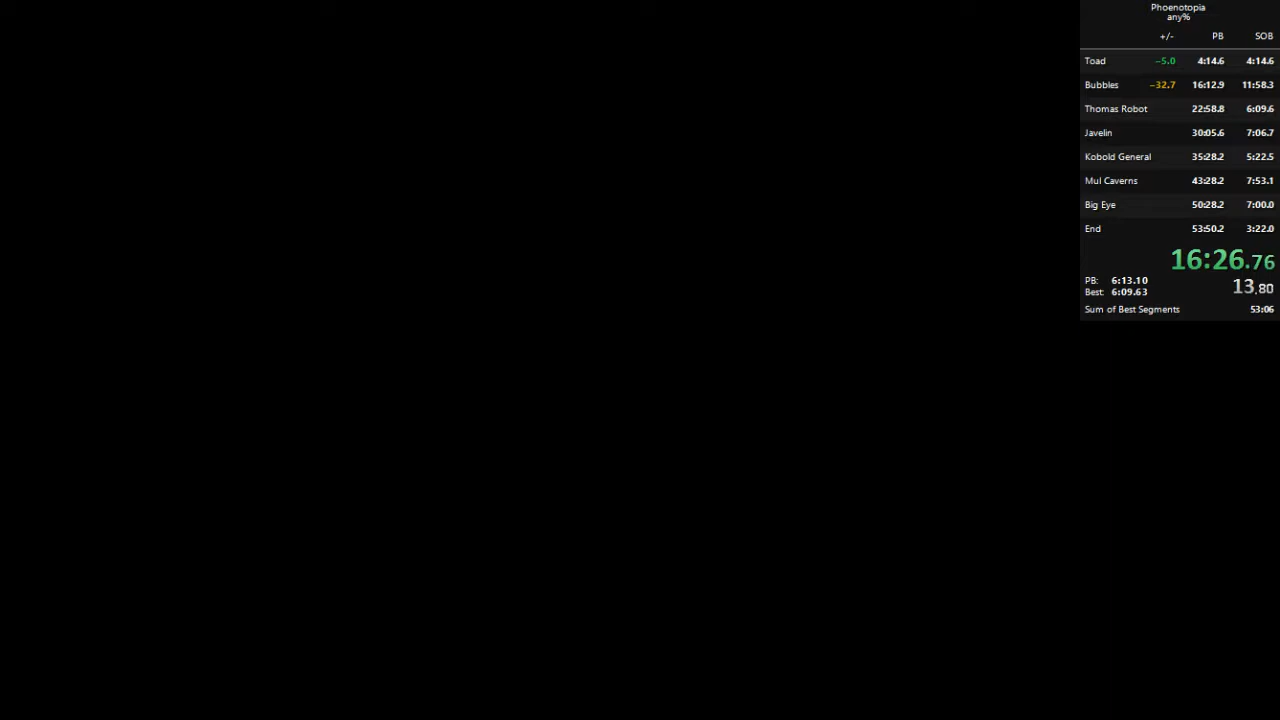 Phoenotopia
any%
+/- PB SOB
Toad −5.0 4:14.6 4:14.6
Bubbles −32.7 16:12.9 11:58.3
Thomas Robot 22:58.8 6:09.6
Javelin 30:05.6 7:06.7
Kobold General 35:28.2 5:22.5
Mul Caverns 43:28.2 7:53.1
Big Eye 50:28.2 7:00.0
End 53:50.2 3:22.0
16:26.76
PB: 6:13.10 13.80
Best: 6:09.63
Sum of Best Segments 53:06